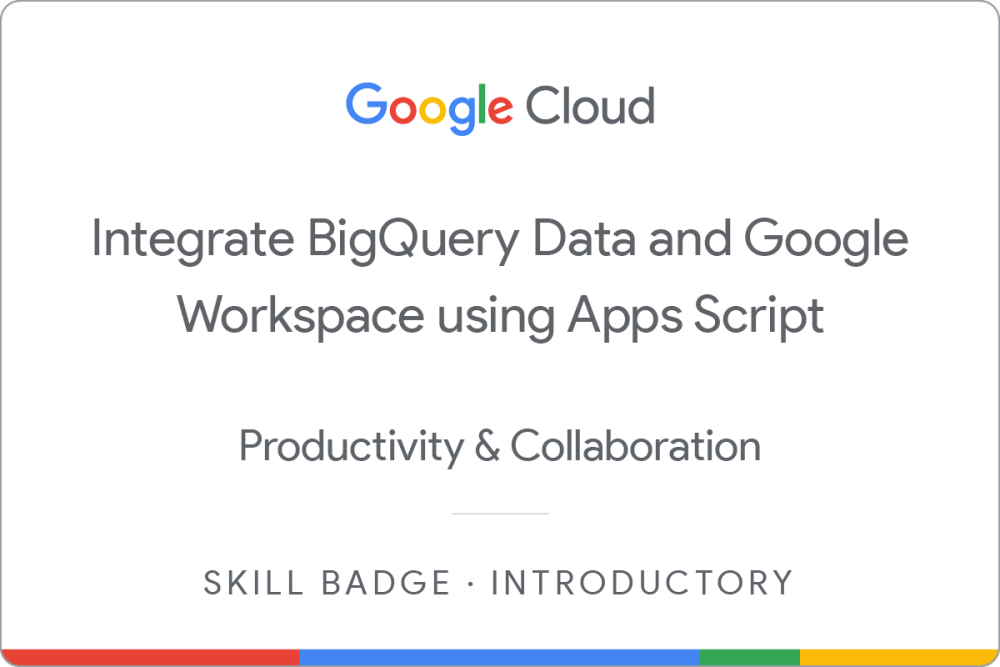 Google Cloud
Integrate BigQuery Data and Google
Workspace using Apps Script
Productivity & Collaboration
SKILL BADGE · INTRODUCTORY